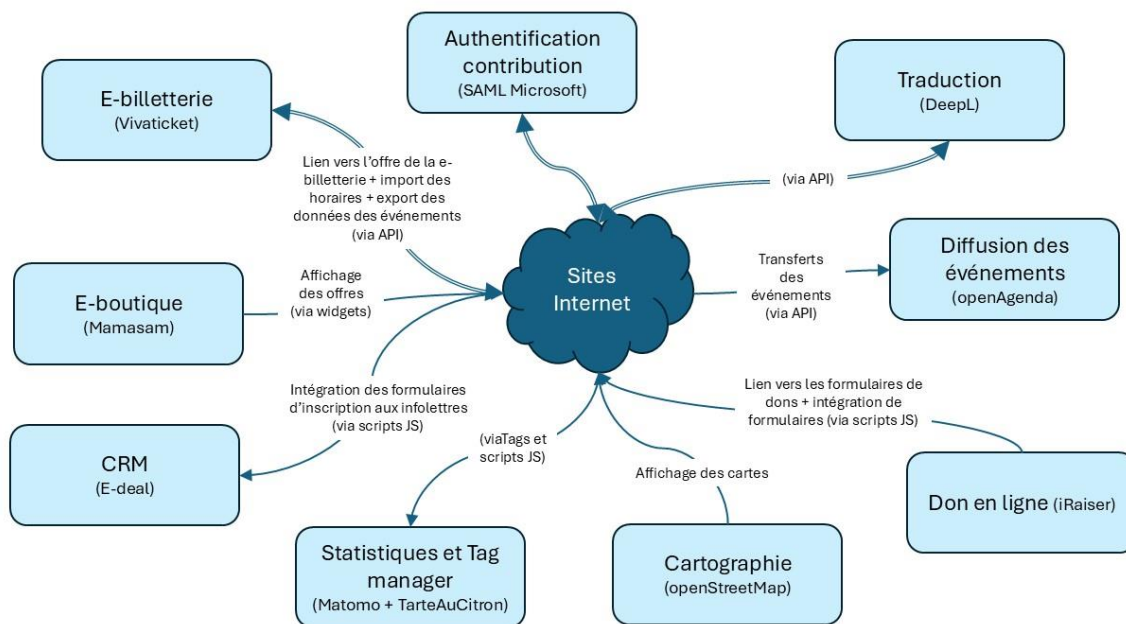 Authentification
contribution
(SAML Microsoft)
E-billetterie
(Vivaticket)
Traduction
(DeepL)
Lien vers l'offre de la e-
billetterie + import des
horaires + export des
données des événements
(via API)
(via API)
Sites
Internet
Diffusion des
événements
(openAgenda)
Transferts
des
événements
(via API)
E-boutique
(Mamasam)
Affichage
des offres
(via widgets)
Intégration des formulaires
d'inscription aux infolettres
(via scripts JS)
Lien vers les formulaires de
dons + intégration de
formulaires (via scripts JS)
CRM
(E-deal)
(viaTags et
scripts JS)
Affichage des cartes
Don en ligne (iRaiser)
Statistiques et Tag
manager
(Matomo + TarteAuCitron)
Cartographie
(openStreetMap)